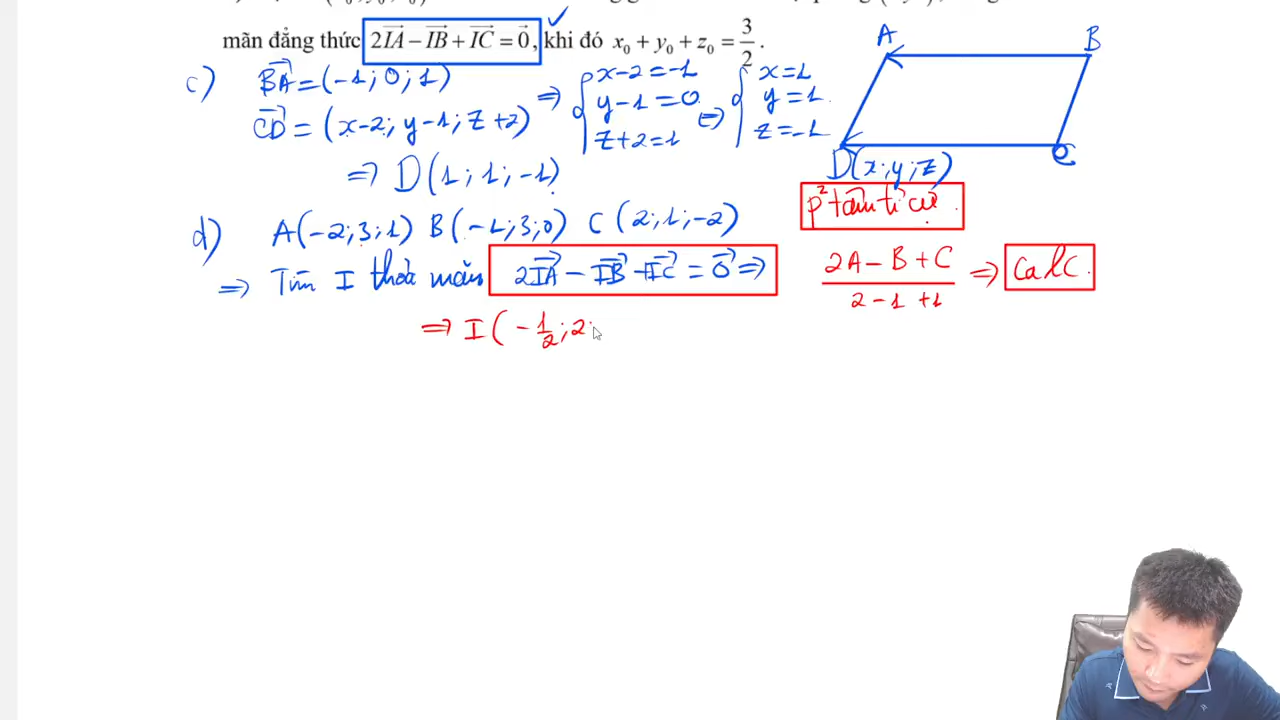 mãn đẳng thức 2IA⃗ − IB⃗ + IC⃗ = 0⃗, khi đó x₀ + y₀ + z₀ = 3/2.
c) BA⃗ = (-1; 0; 1)
CD⃗ = (x-2; y-1; z+2)
⇒ { x-2 = -1
y-1 = 0
z+2 = 1
⇔ { x = 1
y = 1
z = -1
⇒ D(1; 1; -1)
A
B
D(x; y; z)
C
p² tâm tỉ cự.
d) A(-2; 3; 1) B(-1; 3; 0) C(2; 1; -2)
⇒ Tìm I thoả mãn 2IA⃗ - IB⃗ + IC⃗ = 0⃗ ⇒
(2A - B + C)/(2 - 1 + 1) ⇒ CalC.
⇒ I(-1/2; 2;